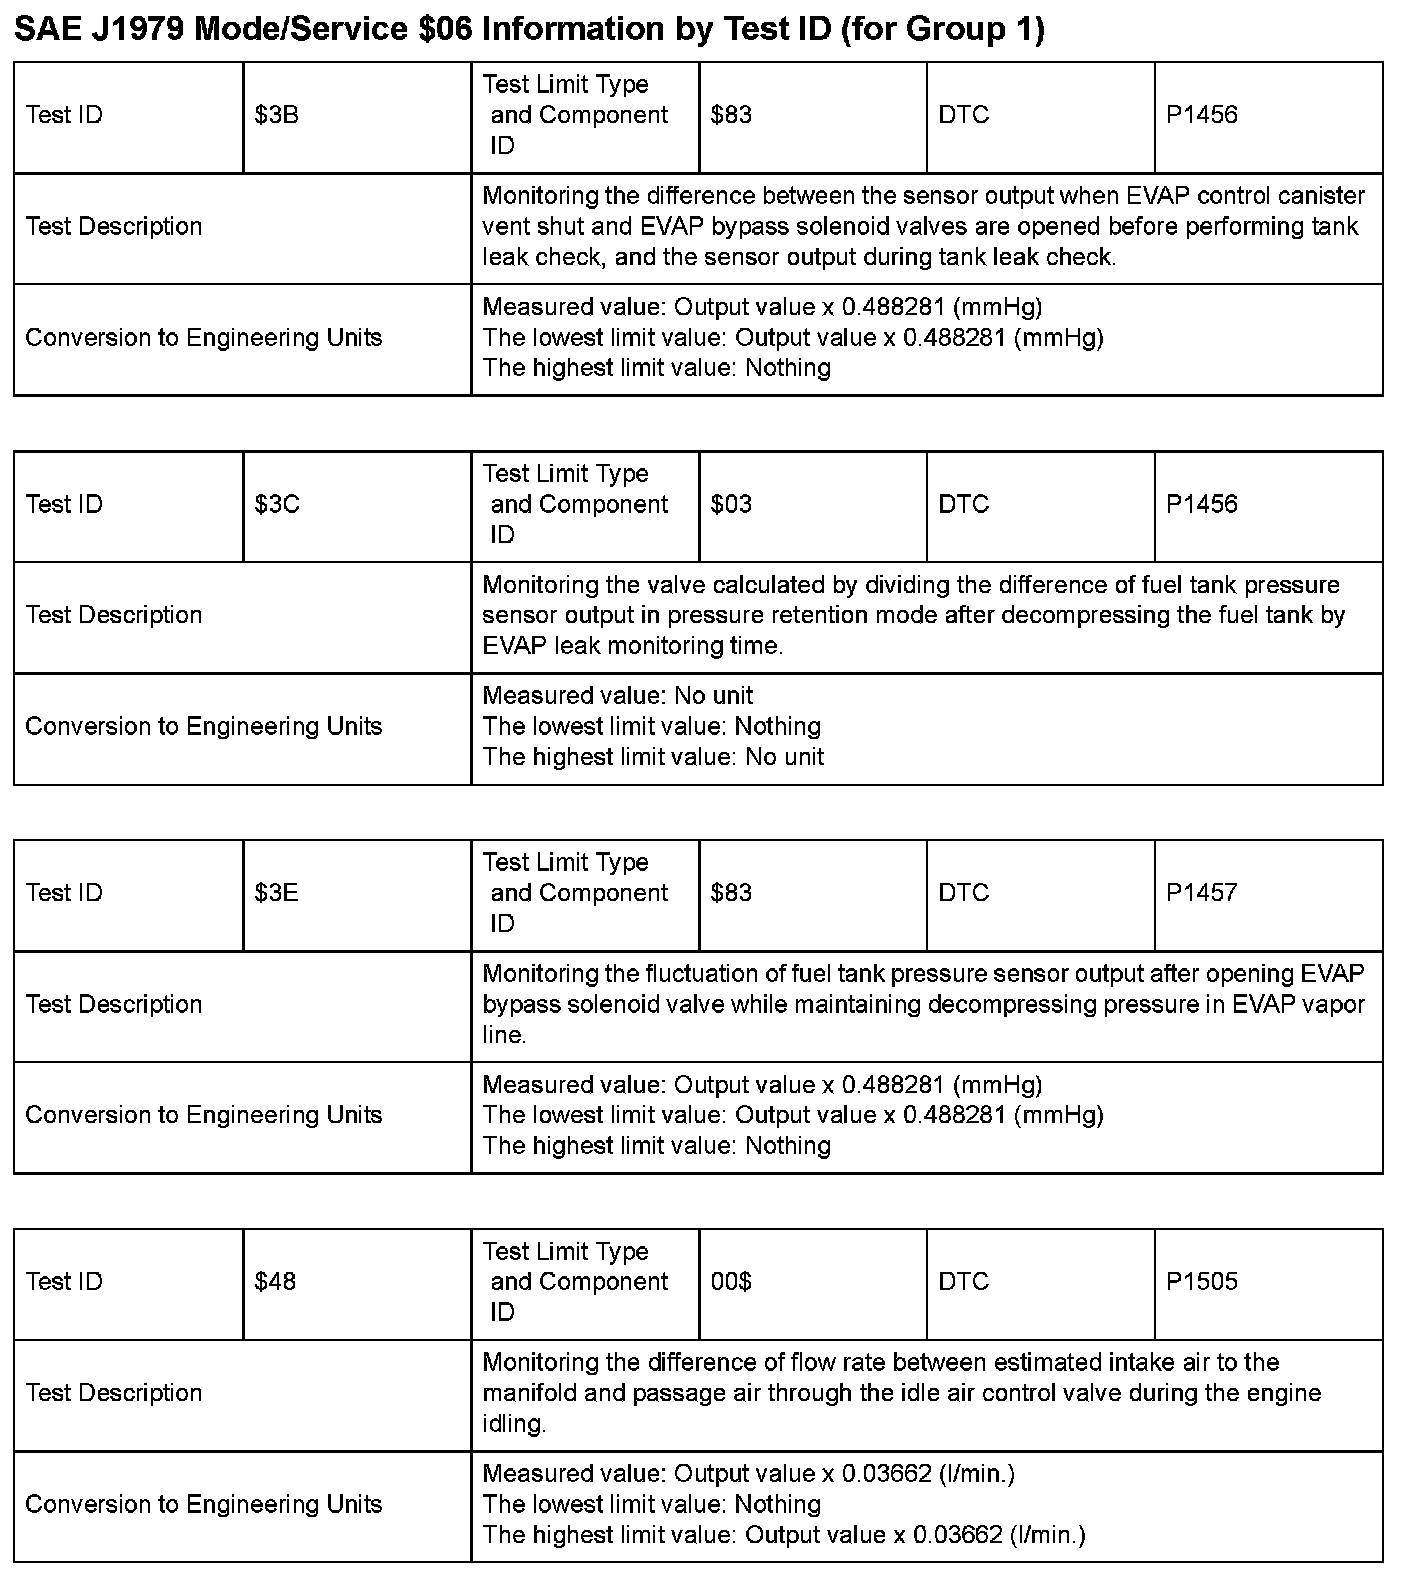 SAE J1979 Mode/Service $06 Information by Test ID (for Group 1)
Test ID
$3B
Test Limit Type
and Component
ID
$83
DTC
P1456
Test Description
Monitoring the difference between the sensor output when EVAP control canister
vent shut and EVAP bypass solenoid valves are opened before performing tank
leak check, and the sensor output during tank leak check.
Conversion to Engineering Units
Measured value: Output value x 0.488281 (mmHg)
The lowest limit value: Output value x 0.488281 (mmHg)
The highest limit value: Nothing
Test ID
$3C
Test Limit Type
and Component
ID
$03
DTC
P1456
Test Description
Monitoring the valve calculated by dividing the difference of fuel tank pressure
sensor output in pressure retention mode after decompressing the fuel tank by
EVAP leak monitoring time.
Conversion to Engineering Units
Measured value: No unit
The lowest limit value: Nothing
The highest limit value: No unit
Test ID
$3E
Test Limit Type
and Component
ID
$83
DTC
P1457
Test Description
Monitoring the fluctuation of fuel tank pressure sensor output after opening EVAP
bypass solenoid valve while maintaining decompressing pressure in EVAP vapor
line.
Conversion to Engineering Units
Measured value: Output value x 0.488281 (mmHg)
The lowest limit value: Output value x 0.488281 (mmHg)
The highest limit value: Nothing
Test ID
$48
Test Limit Type
and Component
ID
00$
DTC
P1505
Test Description
Monitoring the difference of flow rate between estimated intake air to the
manifold and passage air through the idle air control valve during the engine
idling.
Conversion to Engineering Units
Measured value: Output value x 0.03662 (l/min.)
The lowest limit value: Nothing
The highest limit value: Output value x 0.03662 (l/min.)